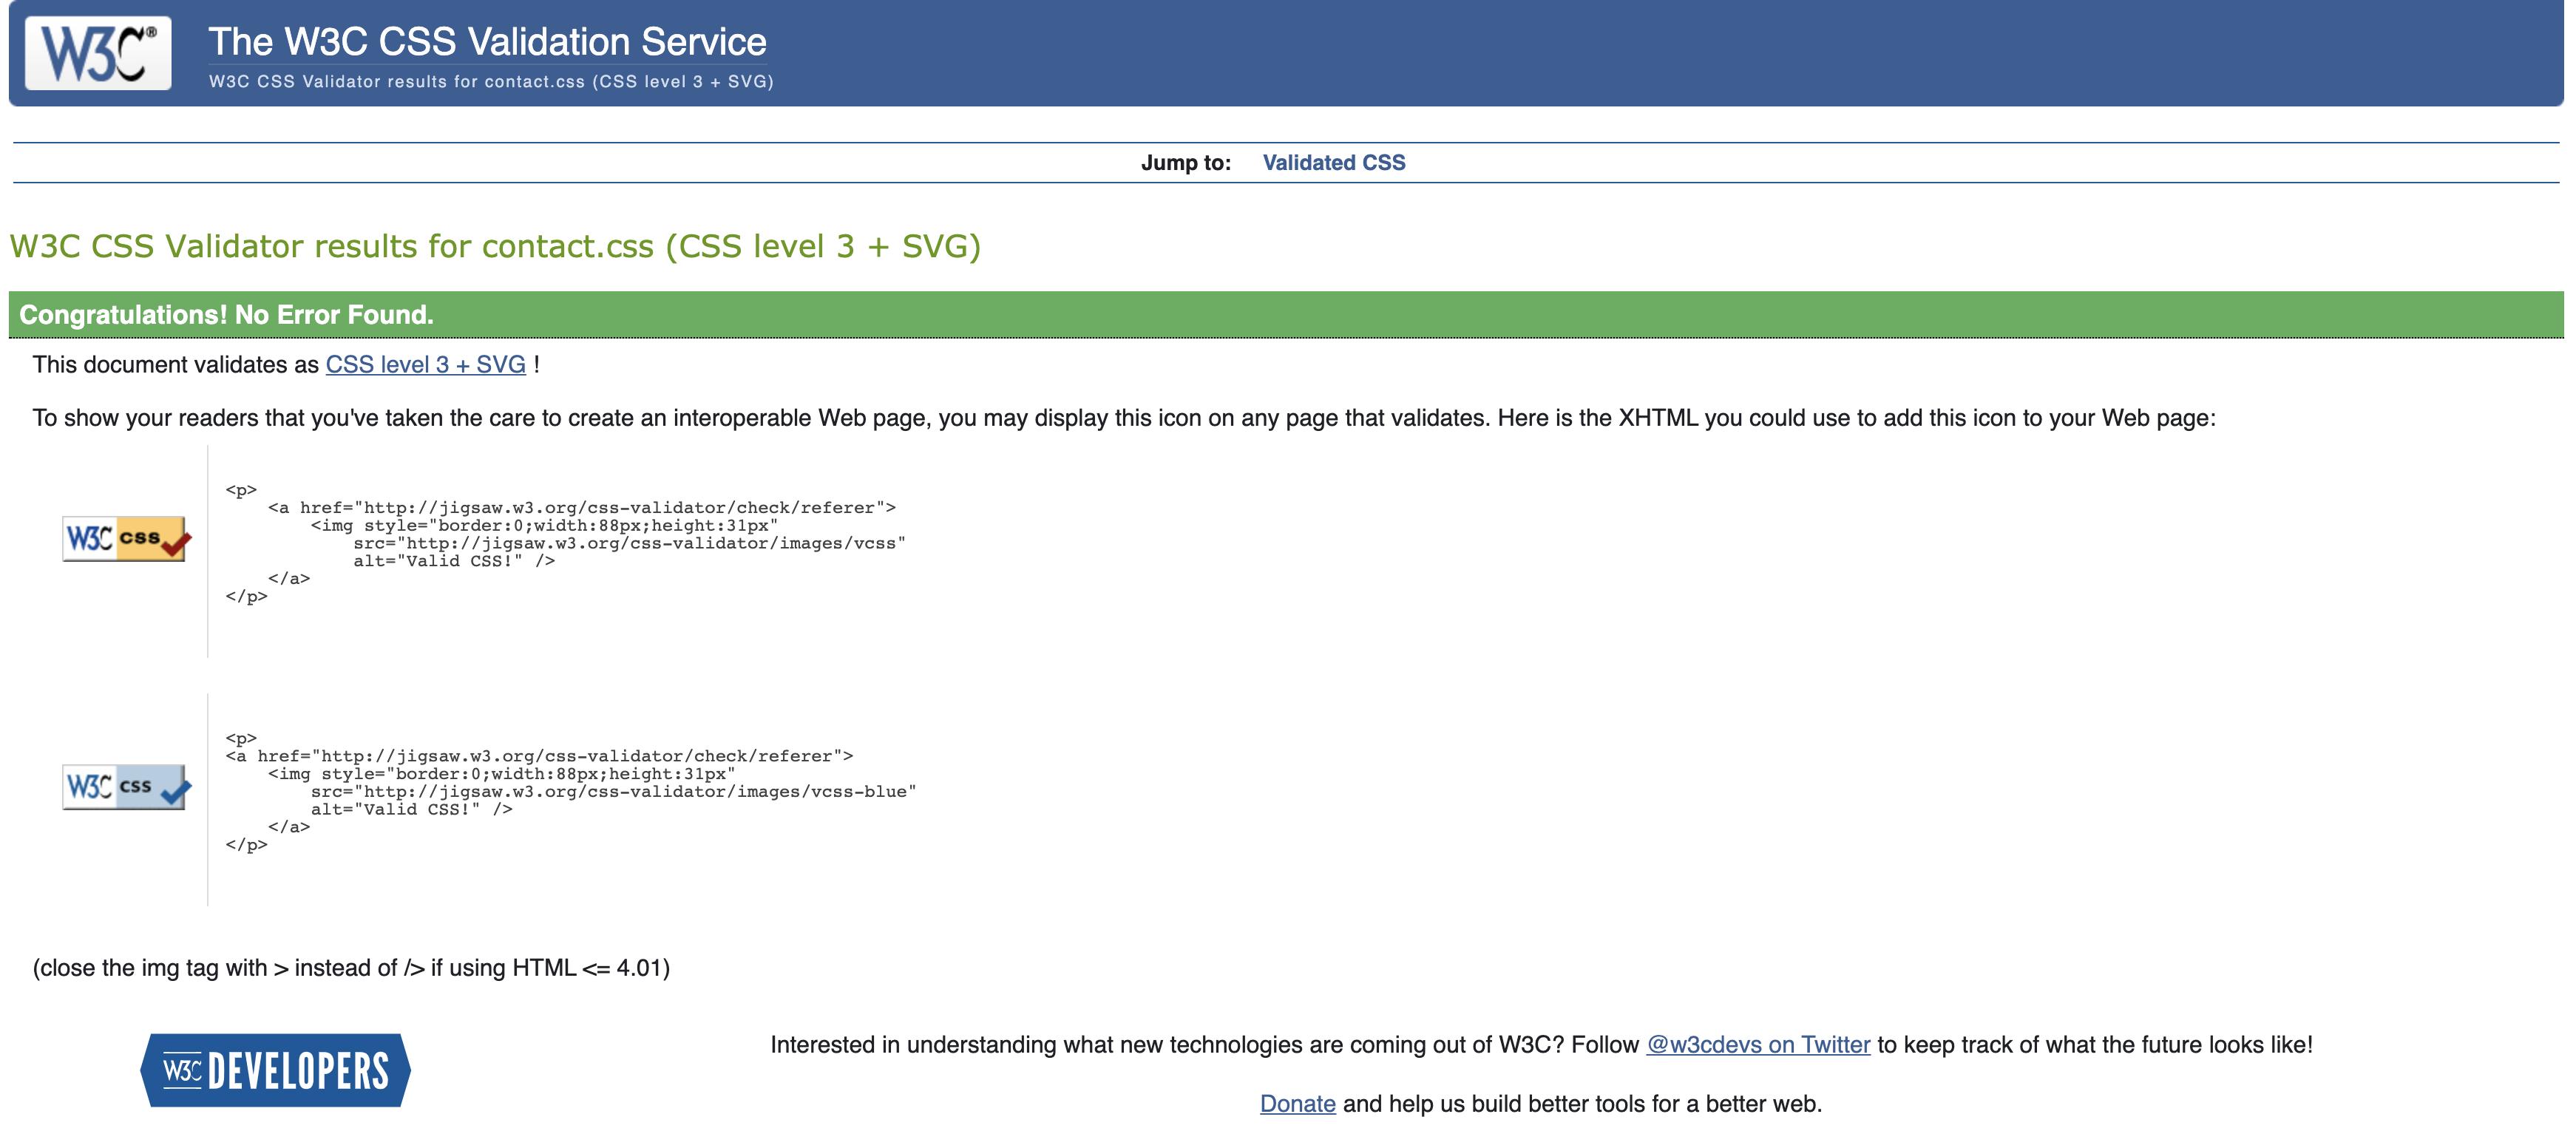 W3C®
The W3C CSS Validation Service
W3C CSS Validator results for contact.css (CSS level 3 + SVG)
Jump to: Validated CSS
W3C CSS Validator results for contact.css (CSS level 3 + SVG)
Congratulations! No Error Found.
This document validates as CSS level 3 + SVG !
To show your readers that you've taken the care to create an interoperable Web page, you may display this icon on any page that validates. Here is the XHTML you could use to add this icon to your Web page:
W3C css
<p>
<a href="http://jigsaw.w3.org/css-validator/check/referer">
<img style="border:0;width:88px;height:31px"
src="http://jigsaw.w3.org/css-validator/images/vcss"
alt="Valid CSS!" />
</a>
</p>
W3C css
<p>
<a href="http://jigsaw.w3.org/css-validator/check/referer">
<img style="border:0;width:88px;height:31px"
src="http://jigsaw.w3.org/css-validator/images/vcss-blue"
alt="Valid CSS!" />
</a>
</p>
(close the img tag with > instead of /> if using HTML <= 4.01)
W3C DEVELOPERS
Interested in understanding what new technologies are coming out of W3C? Follow @w3cdevs on Twitter to keep track of what the future looks like!
Donate and help us build better tools for a better web.